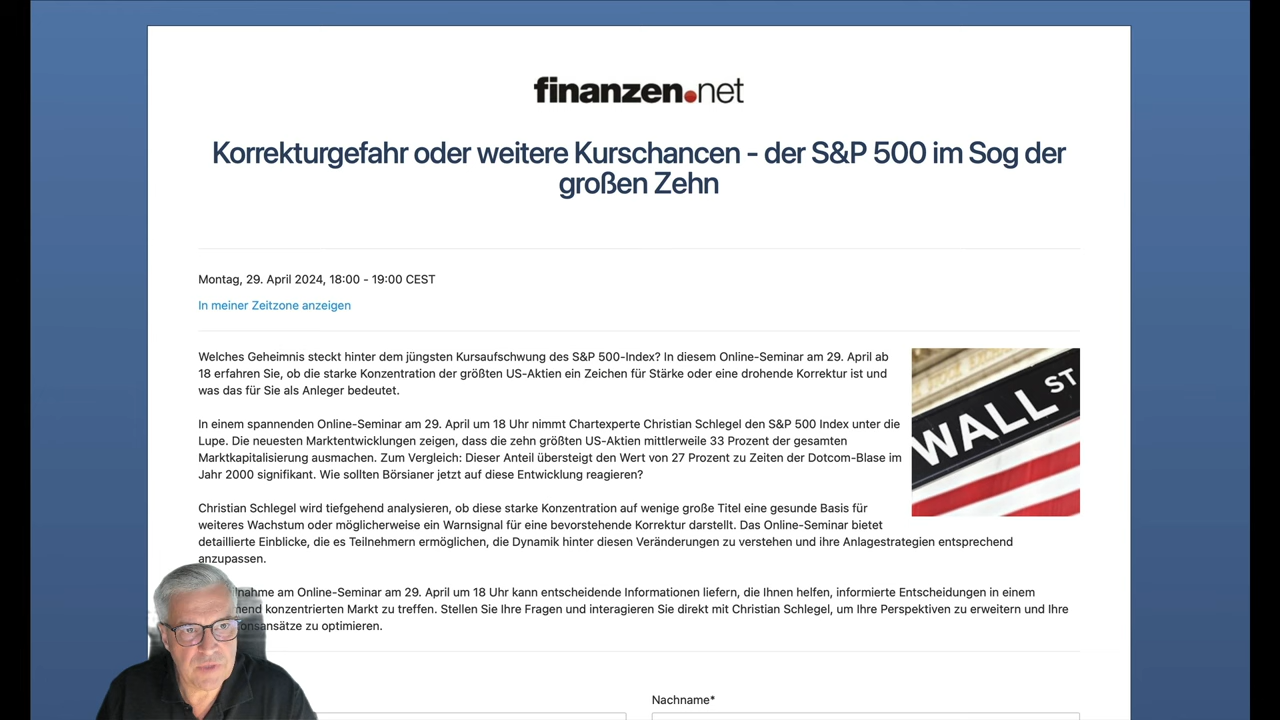 finanzen.net
Korrekturgefahr oder weitere Kurschancen - der S&P 500 im Sog der
großen Zehn
Montag, 29. April 2024, 18:00 - 19:00 CEST
In meiner Zeitzone anzeigen
Welches Geheimnis steckt hinter dem jüngsten Kursaufschwung des S&P 500-Index? In diesem Online-Seminar am 29. April ab
18 erfahren Sie, ob die starke Konzentration der größten US-Aktien ein Zeichen für Stärke oder eine drohende Korrektur ist und
was das für Sie als Anleger bedeutet.
In einem spannenden Online-Seminar am 29. April um 18 Uhr nimmt Chartexperte Christian Schlegel den S&P 500 Index unter die
Lupe. Die neuesten Marktentwicklungen zeigen, dass die zehn größten US-Aktien mittlerweile 33 Prozent der gesamten
Marktkapitalisierung ausmachen. Zum Vergleich: Dieser Anteil übersteigt den Wert von 27 Prozent zu Zeiten der Dotcom-Blase im
Jahr 2000 signifikant. Wie sollten Börsianer jetzt auf diese Entwicklung reagieren?
WALL ST
Christian Schlegel wird tiefgehend analysieren, ob diese starke Konzentration auf wenige große Titel eine gesunde Basis für
weiteres Wachstum oder möglicherweise ein Warnsignal für eine bevorstehende Korrektur darstellt. Das Online-Seminar bietet
detaillierte Einblicke, die es Teilnehmern ermöglichen, die Dynamik hinter diesen Veränderungen zu verstehen und ihre Anlagestrategien entsprechend
anzupassen.
nahme am Online-Seminar am 29. April um 18 Uhr kann entscheidende Informationen liefern, die Ihnen helfen, informierte Entscheidungen in einem
mend konzentrierten Markt zu treffen. Stellen Sie Ihre Fragen und interagieren Sie direkt mit Christian Schlegel, um Ihre Perspektiven zu erweitern und Ihre
onsansätze zu optimieren.
Nachname*